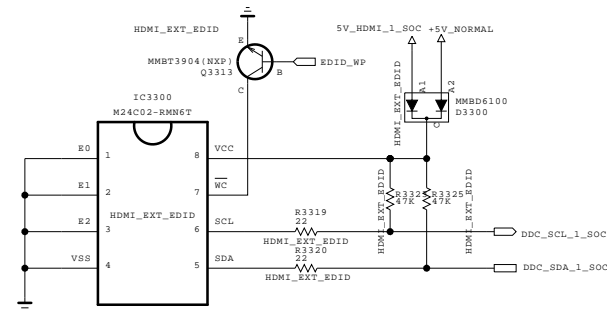 HDMI_EXT_EDID
5V_HDMI_1_SOC
+5V_NORMAL
E
MMBT3904(NXP)
Q3313
B
EDID_WP
C
A1
A2
MMBD6100
D3300
C
HDMI_EXT_EDID
IC3300
M24C02-RMN6T
E0
1
8
VCC
E1
2
7
WC
HDMI_EXT_EDID
E2
3
6
SCL
VSS
4
5
SDA
R3319
22
HDMI_EXT_EDID
R3320
22
HDMI_EXT_EDID
47K
HDMI_EXT_EDID
R3325
47K
HDMI_EXT_EDID
DDC_SCL_1_SOC
DDC_SDA_1_SOC